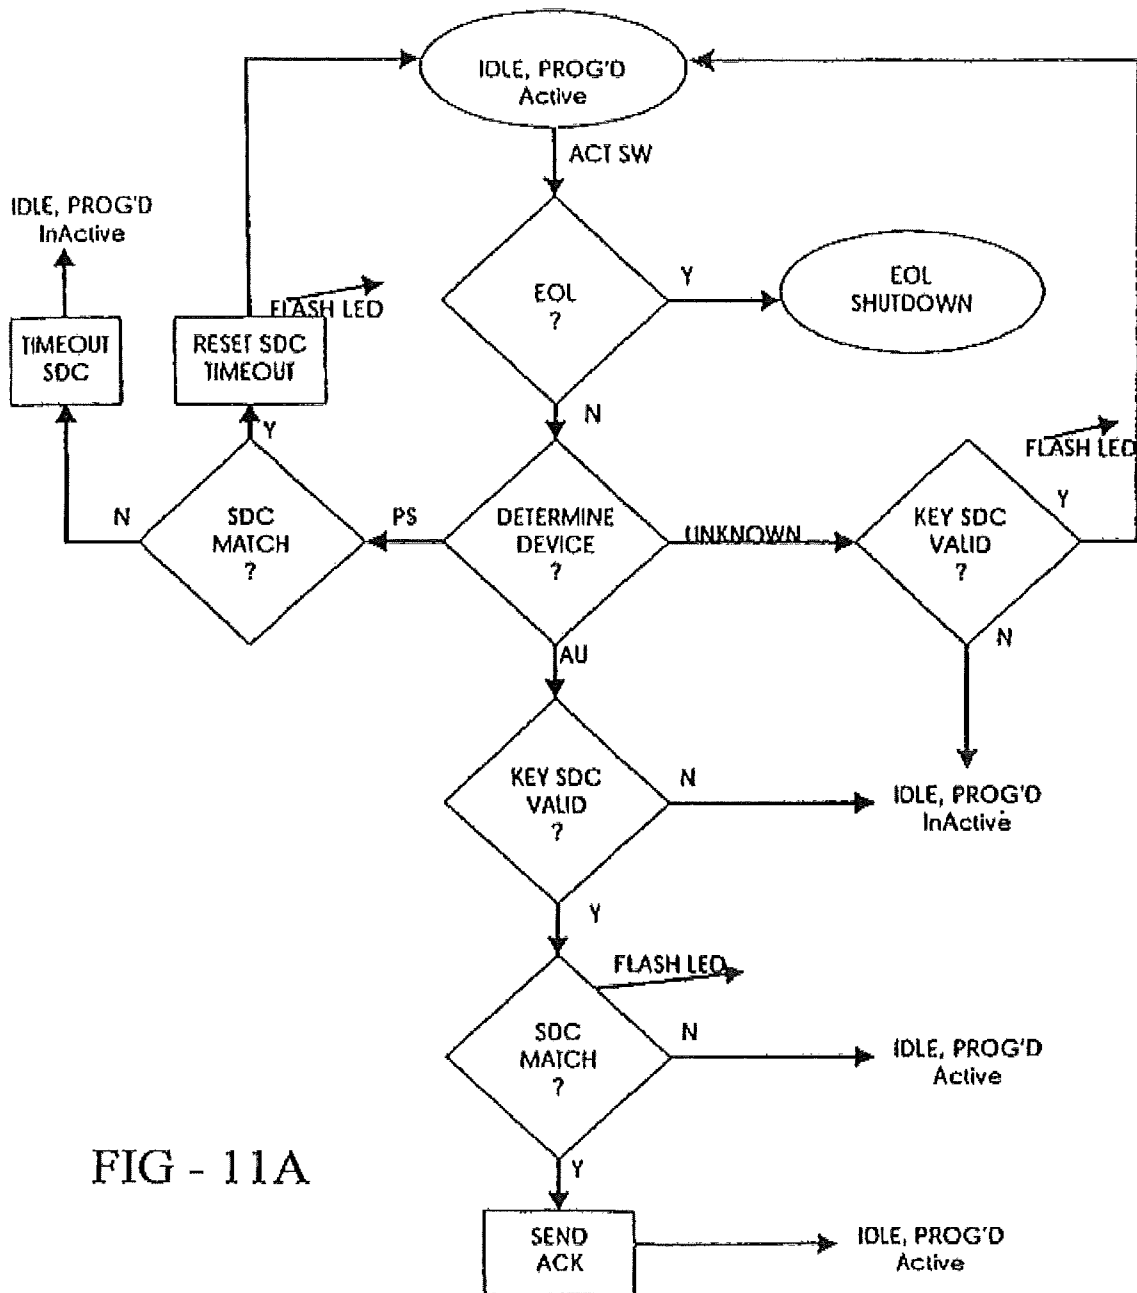 IDLE, PROG'D
Active
ACT SW
IDLE, PROG'D
InActive
EOL
?
Y
EOL
SHUTDOWN
FLASH LED
TIMEOUT
SDC
RESET SDC
TIMEOUT
N
Y
FLASH LED
N
SDC
MATCH
?
PS
DETERMINE
DEVICE
?
UNKNOWN
KEY SDC
VALID
?
Y
N
AU
KEY SDC
VALID
?
N
IDLE, PROG'D
InActive
Y
FLASH LED
SDC
MATCH
?
N
IDLE, PROG'D
Active
FIG - 11A
Y
SEND
ACK
IDLE, PROG'D
Active